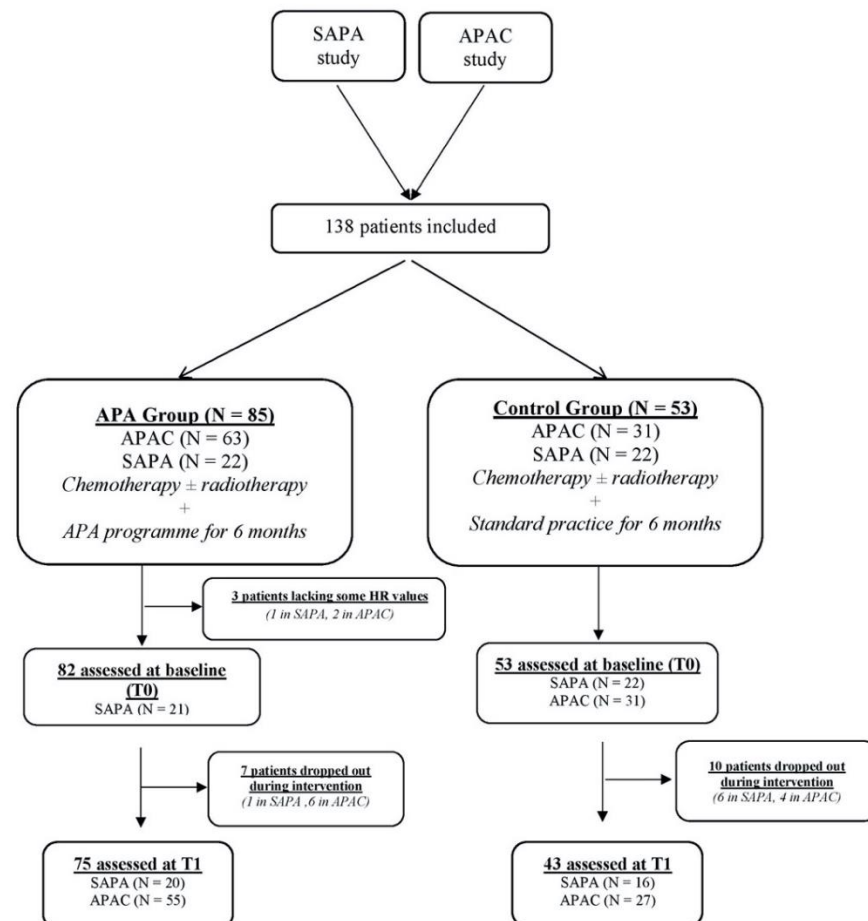 SAPA
study
APAC
study
138 patients included
APA Group (N = 85)
APAC (N = 63)
SAPA (N = 22)
Chemotherapy ± radiotherapy
+
APA programme for 6 months
Control Group (N = 53)
APAC (N = 31)
SAPA (N = 22)
Chemotherapy ± radiotherapy
+
Standard practice for 6 months
3 patients lacking some HR values
(1 in SAPA, 2 in APAC)
82 assessed at baseline
(T0)
SAPA (N = 21)
53 assessed at baseline (T0)
SAPA (N = 22)
APAC (N = 31)
7 patients dropped out
during intervention
(1 in SAPA ,6 in APAC)
10 patients dropped out
during intervention
(6 in SAPA, 4 in APAC)
75 assessed at T1
SAPA (N = 20)
APAC (N = 55)
43 assessed at T1
SAPA (N = 16)
APAC (N = 27)